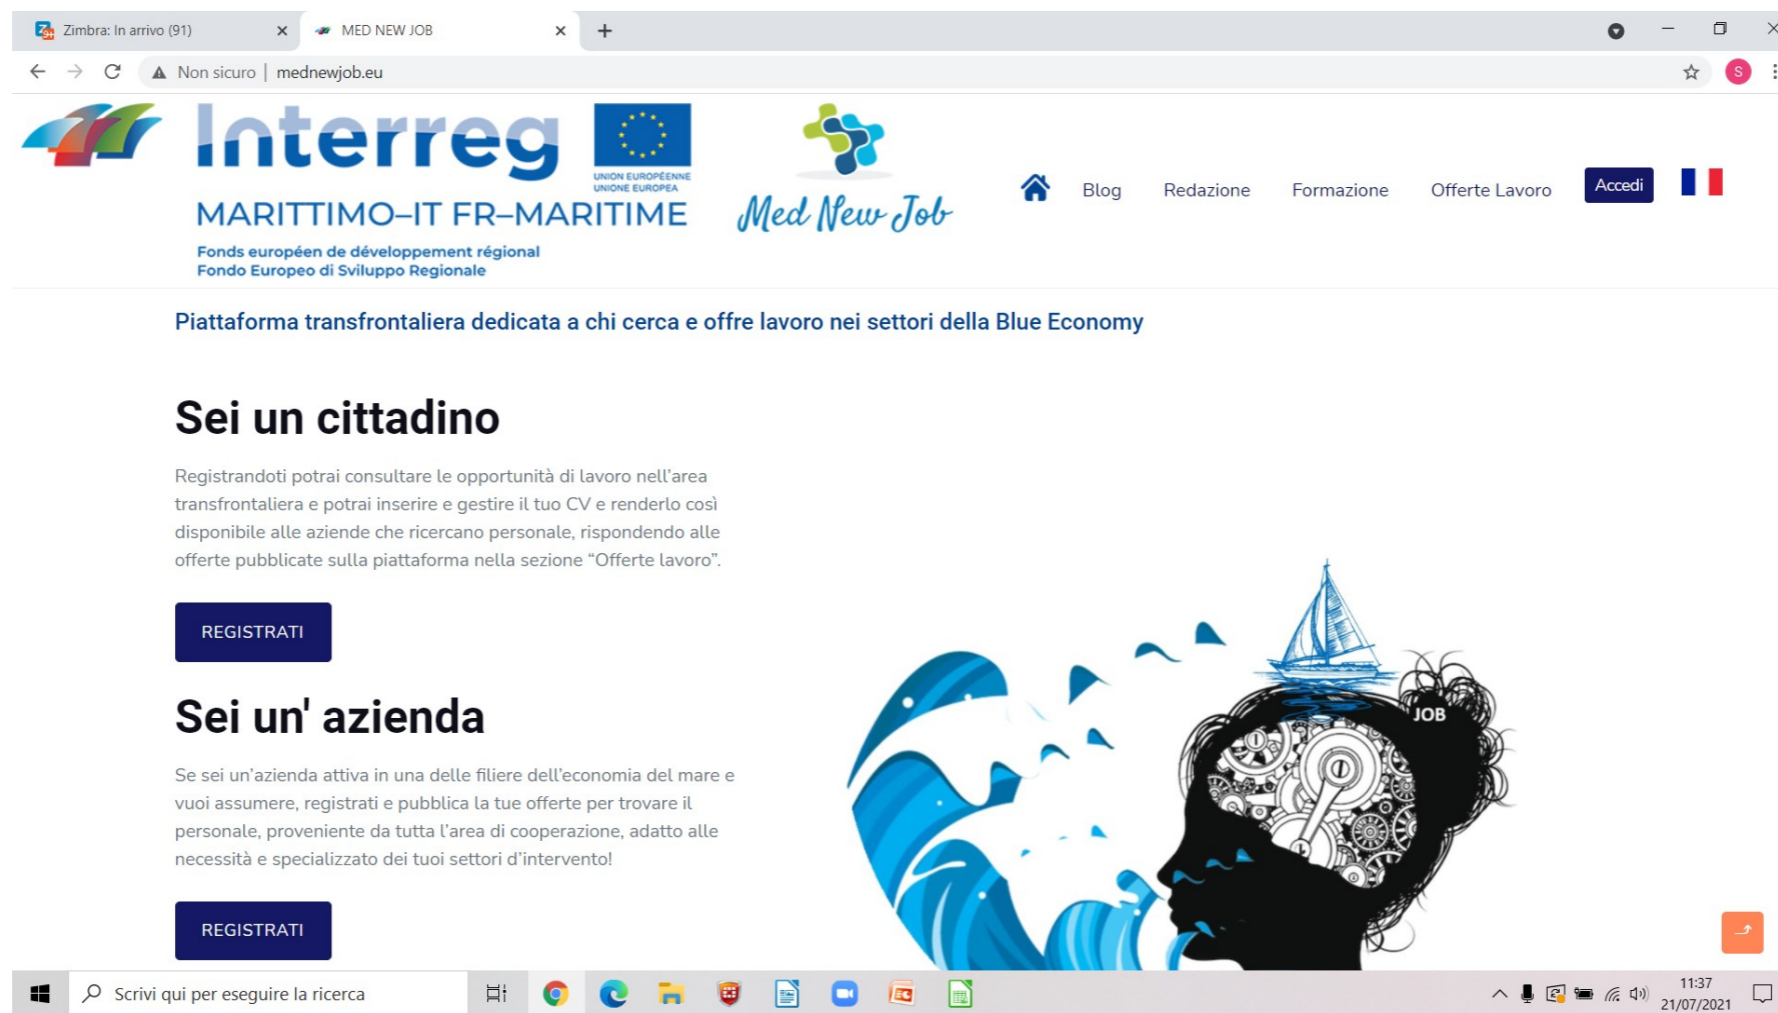 Zimbra: In arrivo (91)
MED NEW JOB
Non sicuro | mednewjob.eu
S
Interreg
UNION EUROPÉENNE
UNIONE EUROPEA
MARITTIMO–IT FR–MARITIME
Fonds européen de développement régional
Fondo Europeo di Sviluppo Regionale
Med New Job
Blog Redazione Formazione Offerte Lavoro Accedi
Piattaforma transfrontaliera dedicata a chi cerca e offre lavoro nei settori della Blue Economy
Sei un cittadino
Registrandoti potrai consultare le opportunità di lavoro nell'area
transfrontaliera e potrai inserire e gestire il tuo CV e renderlo così
disponibile alle aziende che ricercano personale, rispondendo alle
offerte pubblicate sulla piattaforma nella sezione “Offerte lavoro”.
REGISTRATI
Sei un' azienda
Se sei un'azienda attiva in una delle filiere dell'economia del mare e
vuoi assumere, registrati e pubblica la tue offerte per trovare il
personale, proveniente da tutta l'area di cooperazione, adatto alle
necessità e specializzato dei tuoi settori d'intervento!
REGISTRATI
JOB
Scrivi qui per eseguire la ricerca
11:37
21/07/2021